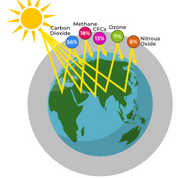 Methane
Ozone
Carbon
Dioxide
CFCs
Nitrous
Oxide
56%
18%
13%
7%
6%